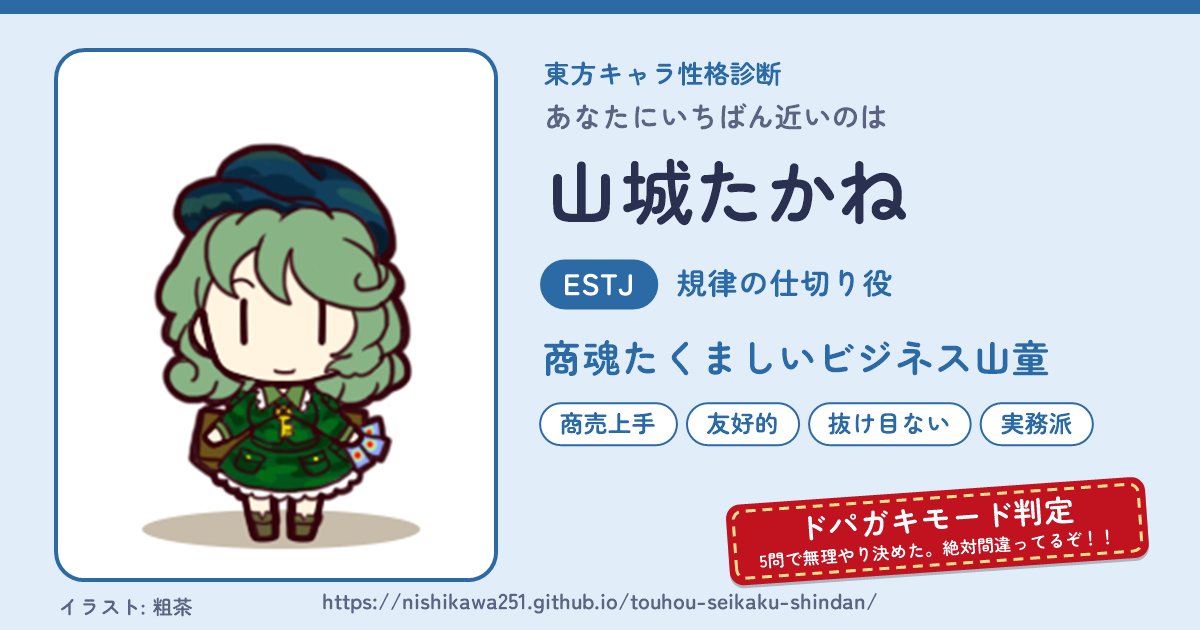 東方キャラ性格診断
あなたにいちばん近いのは
山城たかね
ESTJ 規律の仕切り役
商魂たくましいビジネス山童
商売上手 友好的 抜け目ない 実務派
ドパガキモード判定
5問で無理やり決めた。絶対間違ってるぞ！！
イラスト: 粗茶
https://nishikawa251.github.io/touhou-seikaku-shindan/